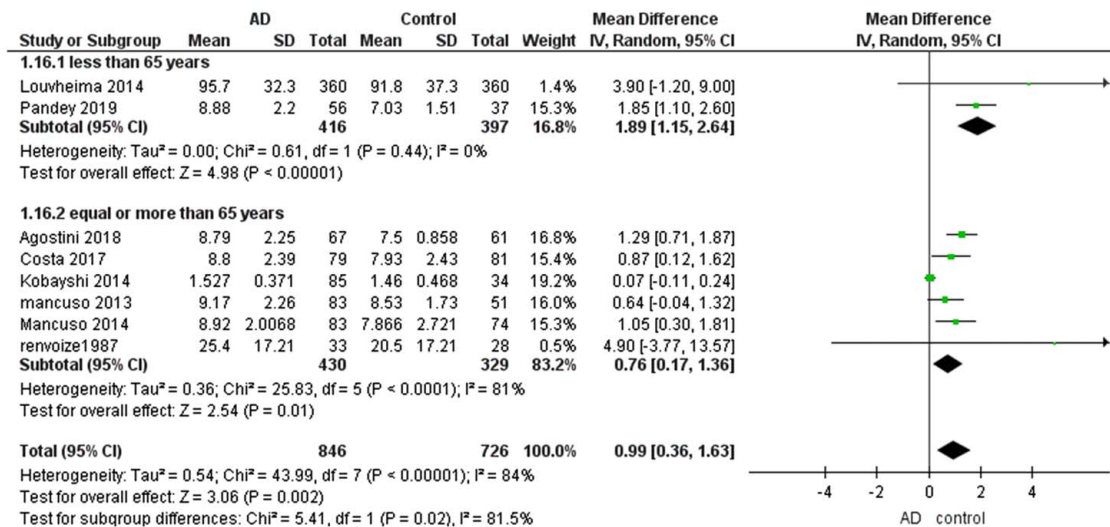 AD Control Mean Difference Mean Difference
Study or Subgroup Mean SD Total Mean SD Total Weight IV, Random, 95% CI IV, Random, 95% CI
1.16.1 less than 65 years
Louvheima 2014 95.7 32.3 360 91.8 37.3 360 1.4% 3.90 [-1.20, 9.00]
Pandey 2019 8.88 2.2 56 7.03 1.51 37 15.3% 1.85 [1.10, 2.60]
Subtotal (95% CI) 416 397 16.8% 1.89 [1.15, 2.64]
Heterogeneity: Tau² = 0.00; Chi² = 0.61, df = 1 (P = 0.44); I² = 0%
Test for overall effect: Z = 4.98 (P < 0.00001)
1.16.2 equal or more than 65 years
Agostini 2018 8.79 2.25 67 7.5 0.858 61 16.8% 1.29 [0.71, 1.87]
Costa 2017 8.8 2.39 79 7.93 2.43 81 15.4% 0.87 [0.12, 1.62]
Kobayshi 2014 1.527 0.371 85 1.46 0.468 34 19.2% 0.07 [-0.11, 0.24]
mancuso 2013 9.17 2.26 83 8.53 1.73 51 16.0% 0.64 [-0.04, 1.32]
Mancuso 2014 8.92 2.0068 83 7.866 2.721 74 15.3% 1.05 [0.30, 1.81]
renvoize1987 25.4 17.21 33 20.5 17.21 28 0.5% 4.90 [-3.77, 13.57]
Subtotal (95% CI) 430 329 83.2% 0.76 [0.17, 1.36]
Heterogeneity: Tau² = 0.36; Chi² = 25.83, df = 5 (P < 0.0001); I² = 81%
Test for overall effect: Z = 2.54 (P = 0.01)
Total (95% CI) 846 726 100.0% 0.99 [0.36, 1.63]
Heterogeneity: Tau² = 0.54; Chi² = 43.99, df = 7 (P < 0.00001); I² = 84%
Test for overall effect: Z = 3.06 (P = 0.002)
Test for subgroup differences: Chi² = 5.41, df = 1 (P = 0.02), I² = 81.5%
-4 -2 0 2 4
AD control